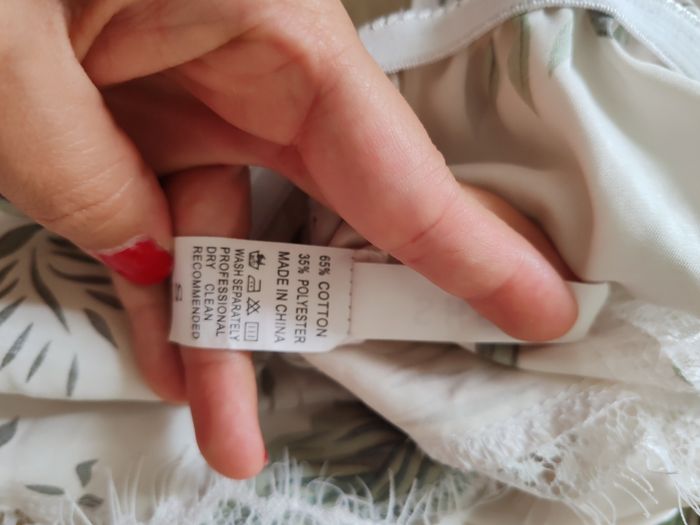 65% COTTON
35% POLYESTER
MADE IN CHINA
WASH SEPARATELY
PROFESSIONAL
DRY CLEAN
RECOMMENDED